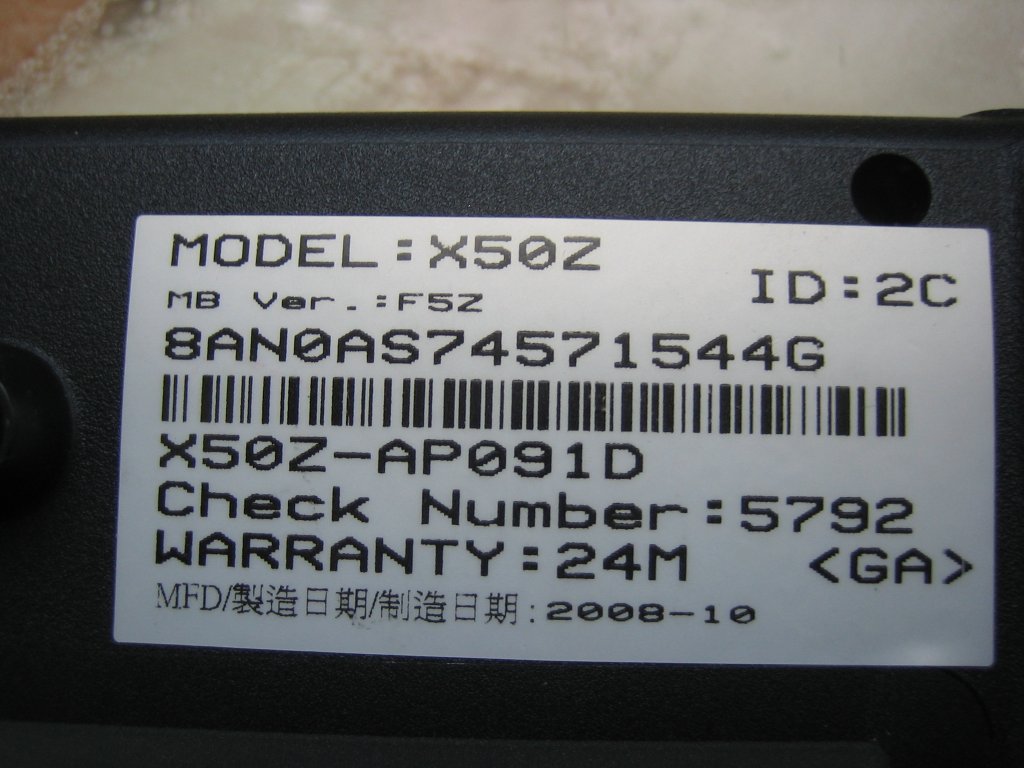 MODEL:X50Z
ID:2C
MB Ver.:F5Z
8AN0AS74571544G
X50Z-AP091D
Check Number:5792
WARRANTY:24M <GA>
MFD/製造日期/制造日期:2008-10